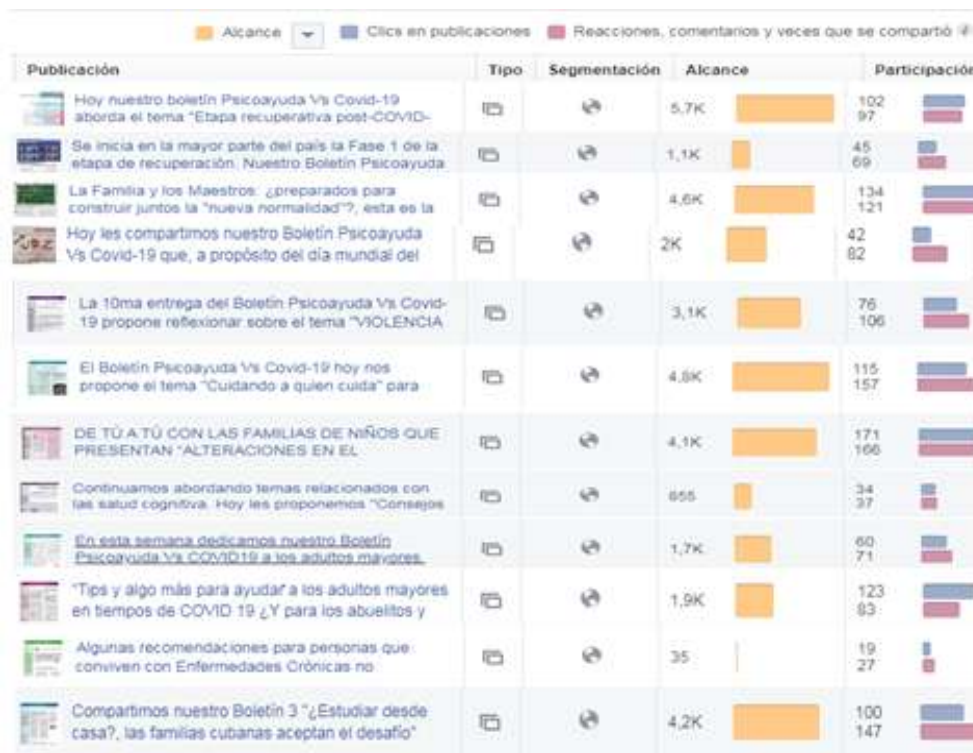 Alcance Clics en publicaciones Reacciones, comentarios y veces que se compartió
Publicación Tipo Segmentación Alcance Participación
Hoy nuestro boletín Psicoayuda Vs Covid-19
aborda el tema "Etapa recuperativa post-COVID-
5,7K
102
97
Se inicia en la mayor parte del país la Fase 1 de la
etapa de recuperación. Nuestro Boletín Psicoayuda
1,1K
45
69
La Familia y los Maestros: ¿preparados para
construir juntos la "nueva normalidad"?, esta es la
4,6K
134
121
Hoy les compartimos nuestro Boletín Psicoayuda
Vs Covid-19 que, a propósito del día mundial del
2K
42
82
La 10ma entrega del Boletín Psicoayuda Vs Covid-
19 propone reflexionar sobre el tema "VIOLENCIA
3,1K
76
106
El Boletín Psicoayuda Vs Covid-19 hoy nos
propone el tema "Cuidando a quien cuida" para
4,8K
115
157
DE TÚ A TÚ CON LAS FAMILIAS DE NIÑOS QUE
PRESENTAN "ALTERACIONES EN EL
4,1K
171
166
Continuamos abordando temas relacionados con
las salud cognitiva. Hoy les proponemos "Consejos
34
37
En esta semana dedicamos nuestro Boletín
Psicoayuda Vs COVID19 a los adultos mayores.
1,7K
60
71
"Tips y algo más para ayudar a los adultos mayores
en tiempos de COVID 19 ¿Y para los abuelitos y
1,9K
123
83
Algunas recomendaciones para personas que
conviven con Enfermedades Crónicas no
35
19
27
Compartimos nuestro Boletín 3 "¿Estudiar desde
casa?, las familias cubanas aceptan el desafío"
4,2K
100
147